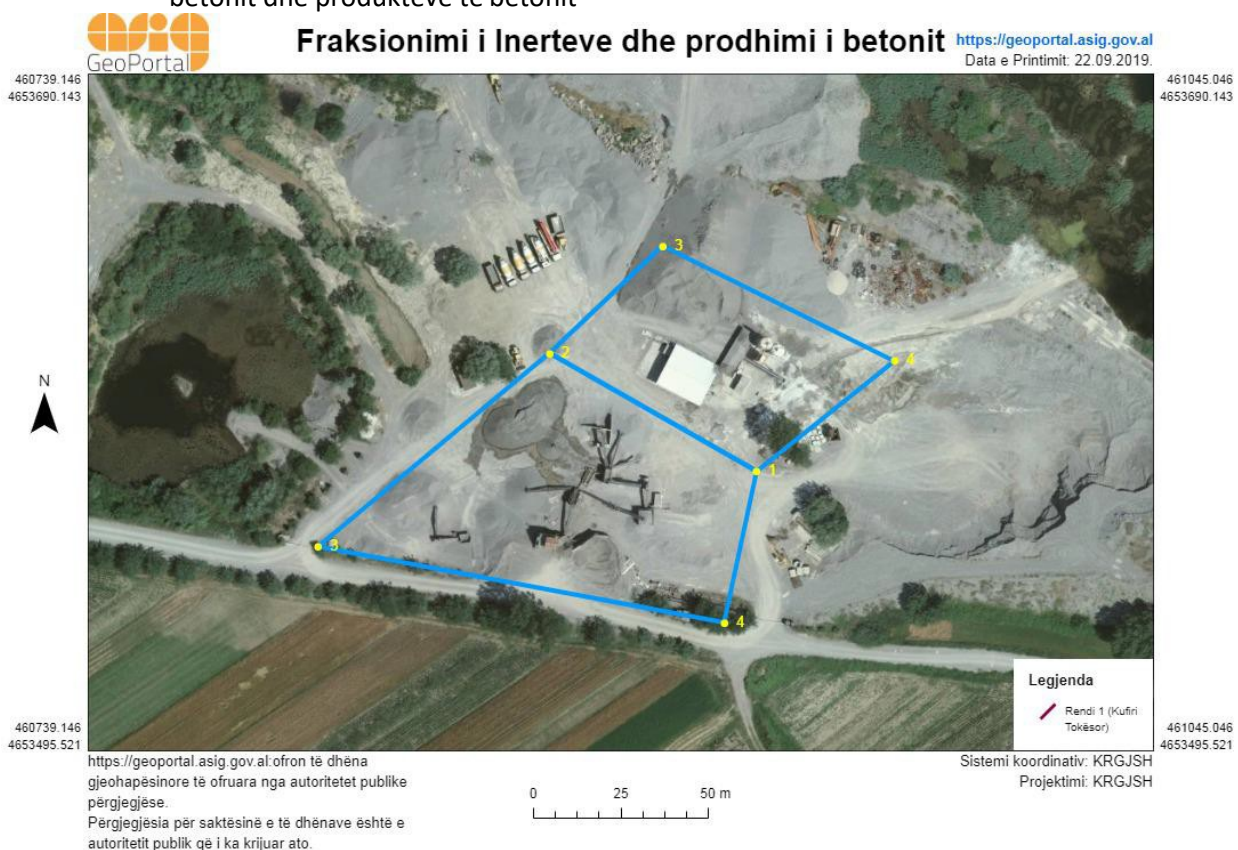 betonit dhe produkteve të betonit
asig
GeoPortal
Fraksionimi i Inerteve dhe prodhimi i betonit
https://geoportal.asig.gov.al
Data e Printimit: 22.09.2019.
460739.146
4653690.143
461045.046
4653690.143
3
2
4
1
3
4
N
Legjenda
Rendi 1 (Kufiri
Tokësor)
460739.146
4653495.521
461045.046
4653495.521
https://geoportal.asig.gov.al:ofron të dhëna
gjeohapësinore të ofruara nga autoritetet publike
përgjegjëse.
Përgjegjësia për saktësinë e të dhënave është e
autoritetit publik që i ka krijuar ato.
0 25 50 m
Sistemi koordinativ: KRGJSH
Projektimi: KRGJSH